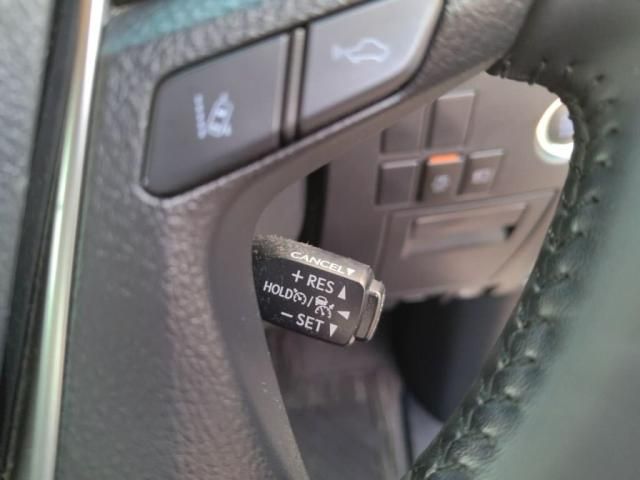 CANCEL▼
+ RES ▲
HOLD / ◄
− SET ▼